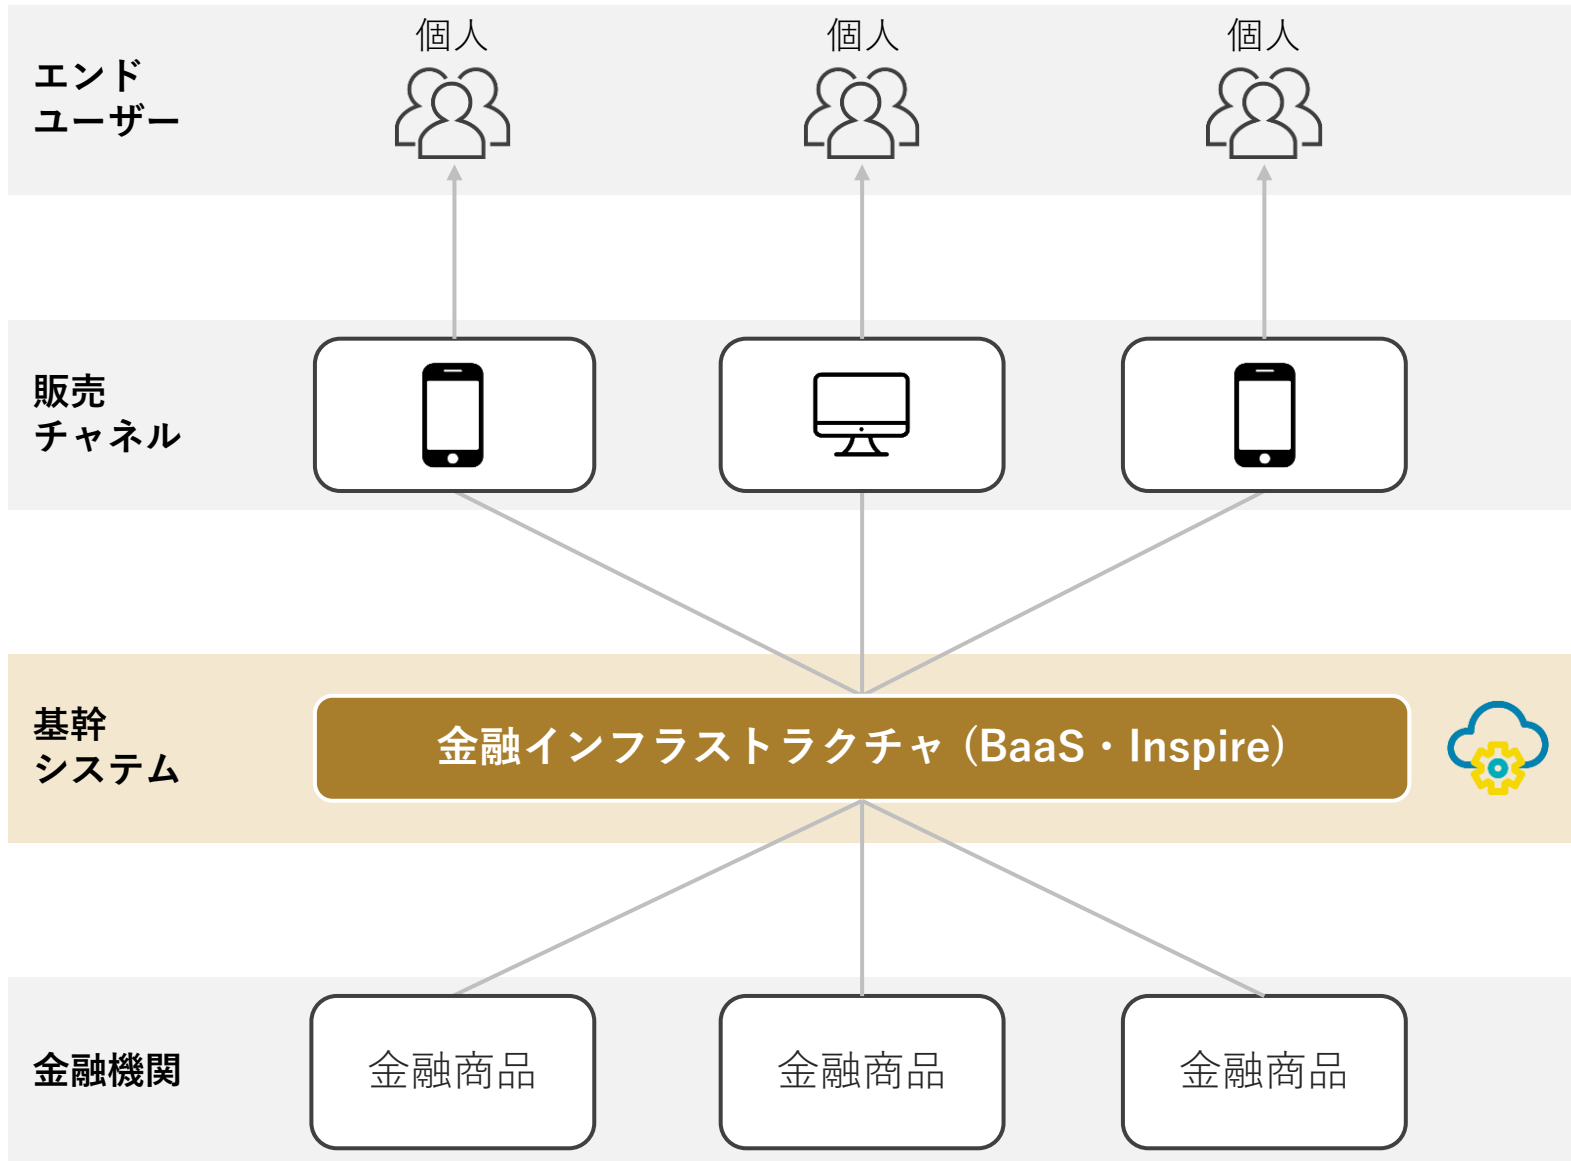 個人
個人
個人
エンド
ユーザー
販売
チャネル
基幹
システム
金融インフラストラクチャ（BaaS・Inspire）
金融機関
金融商品
金融商品
金融商品